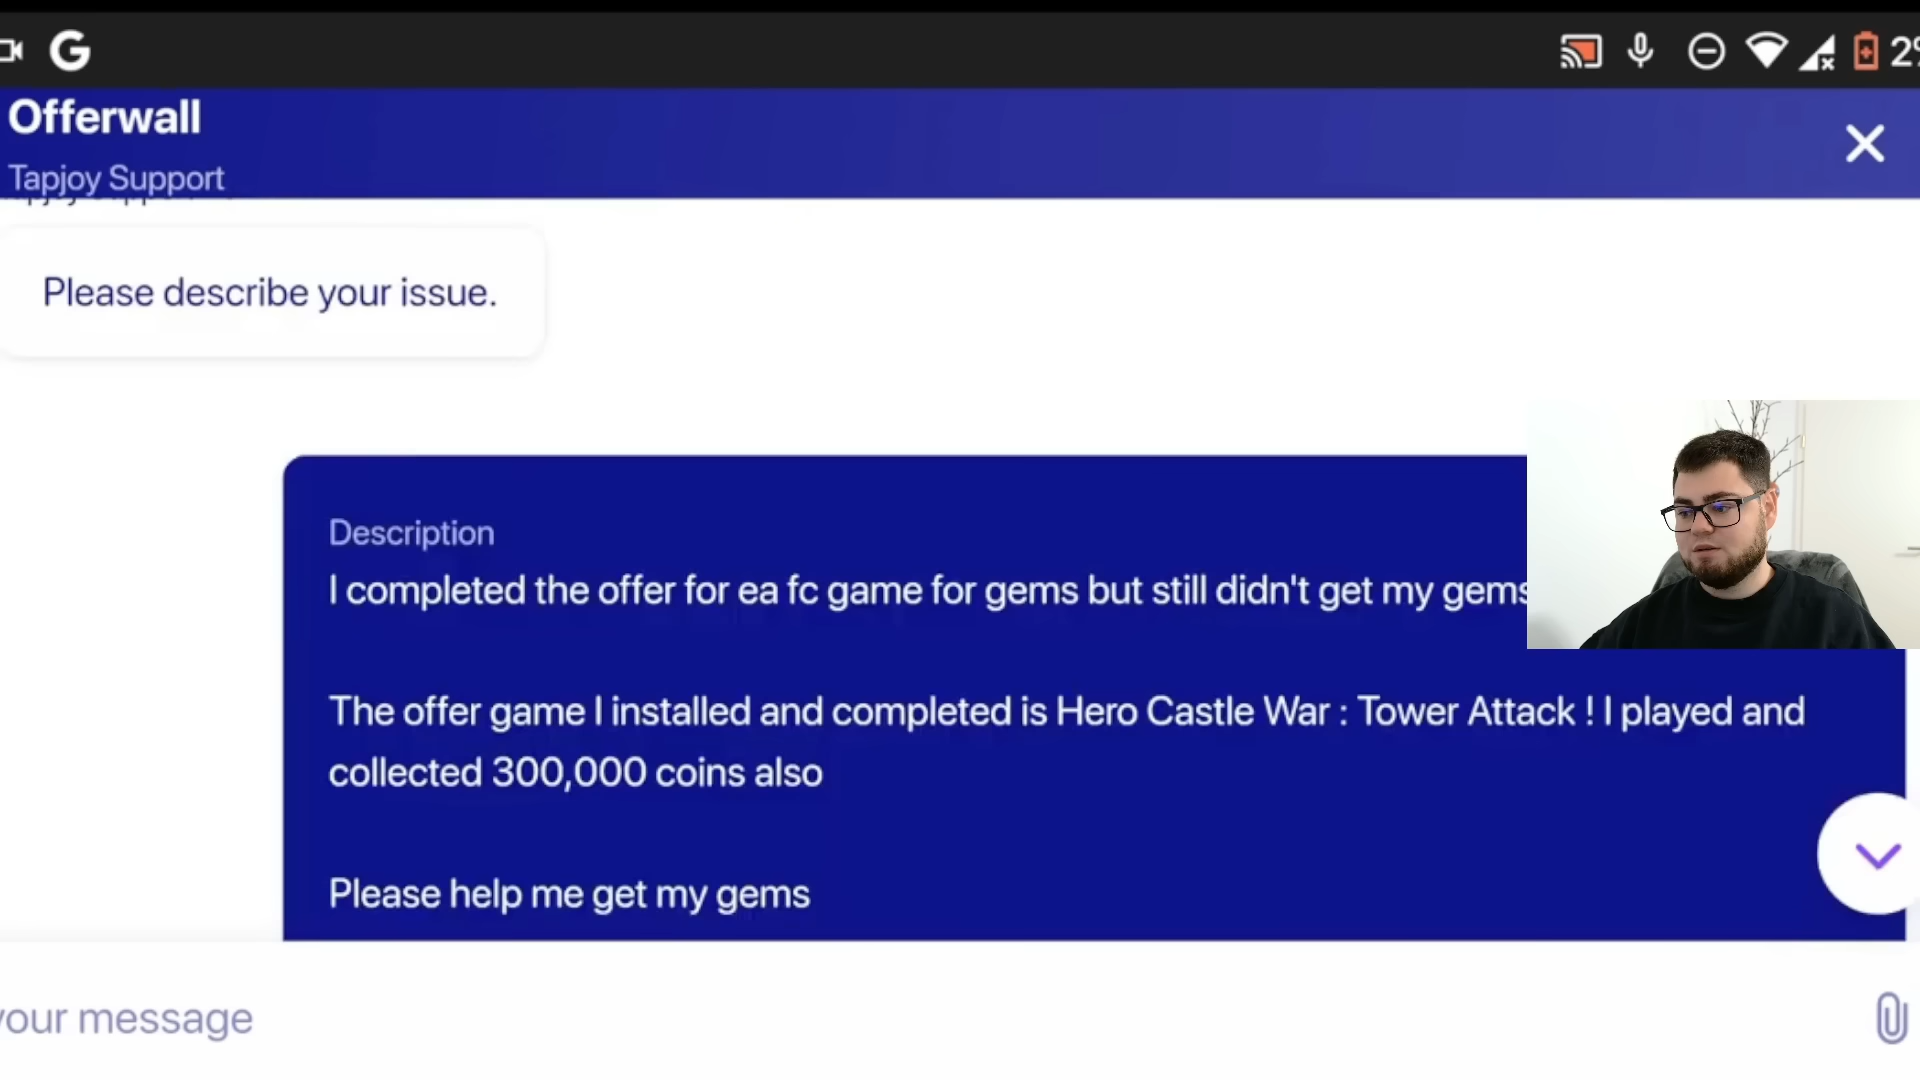 G
2%
Offerwall
Tapjoy Support
Please describe your issue.
Description
I completed the offer for ea fc game for gems but still didn't get my gems
The offer game I installed and completed is Hero Castle War : Tower Attack ! I played and
collected 300,000 coins also
Please help me get my gems
your message